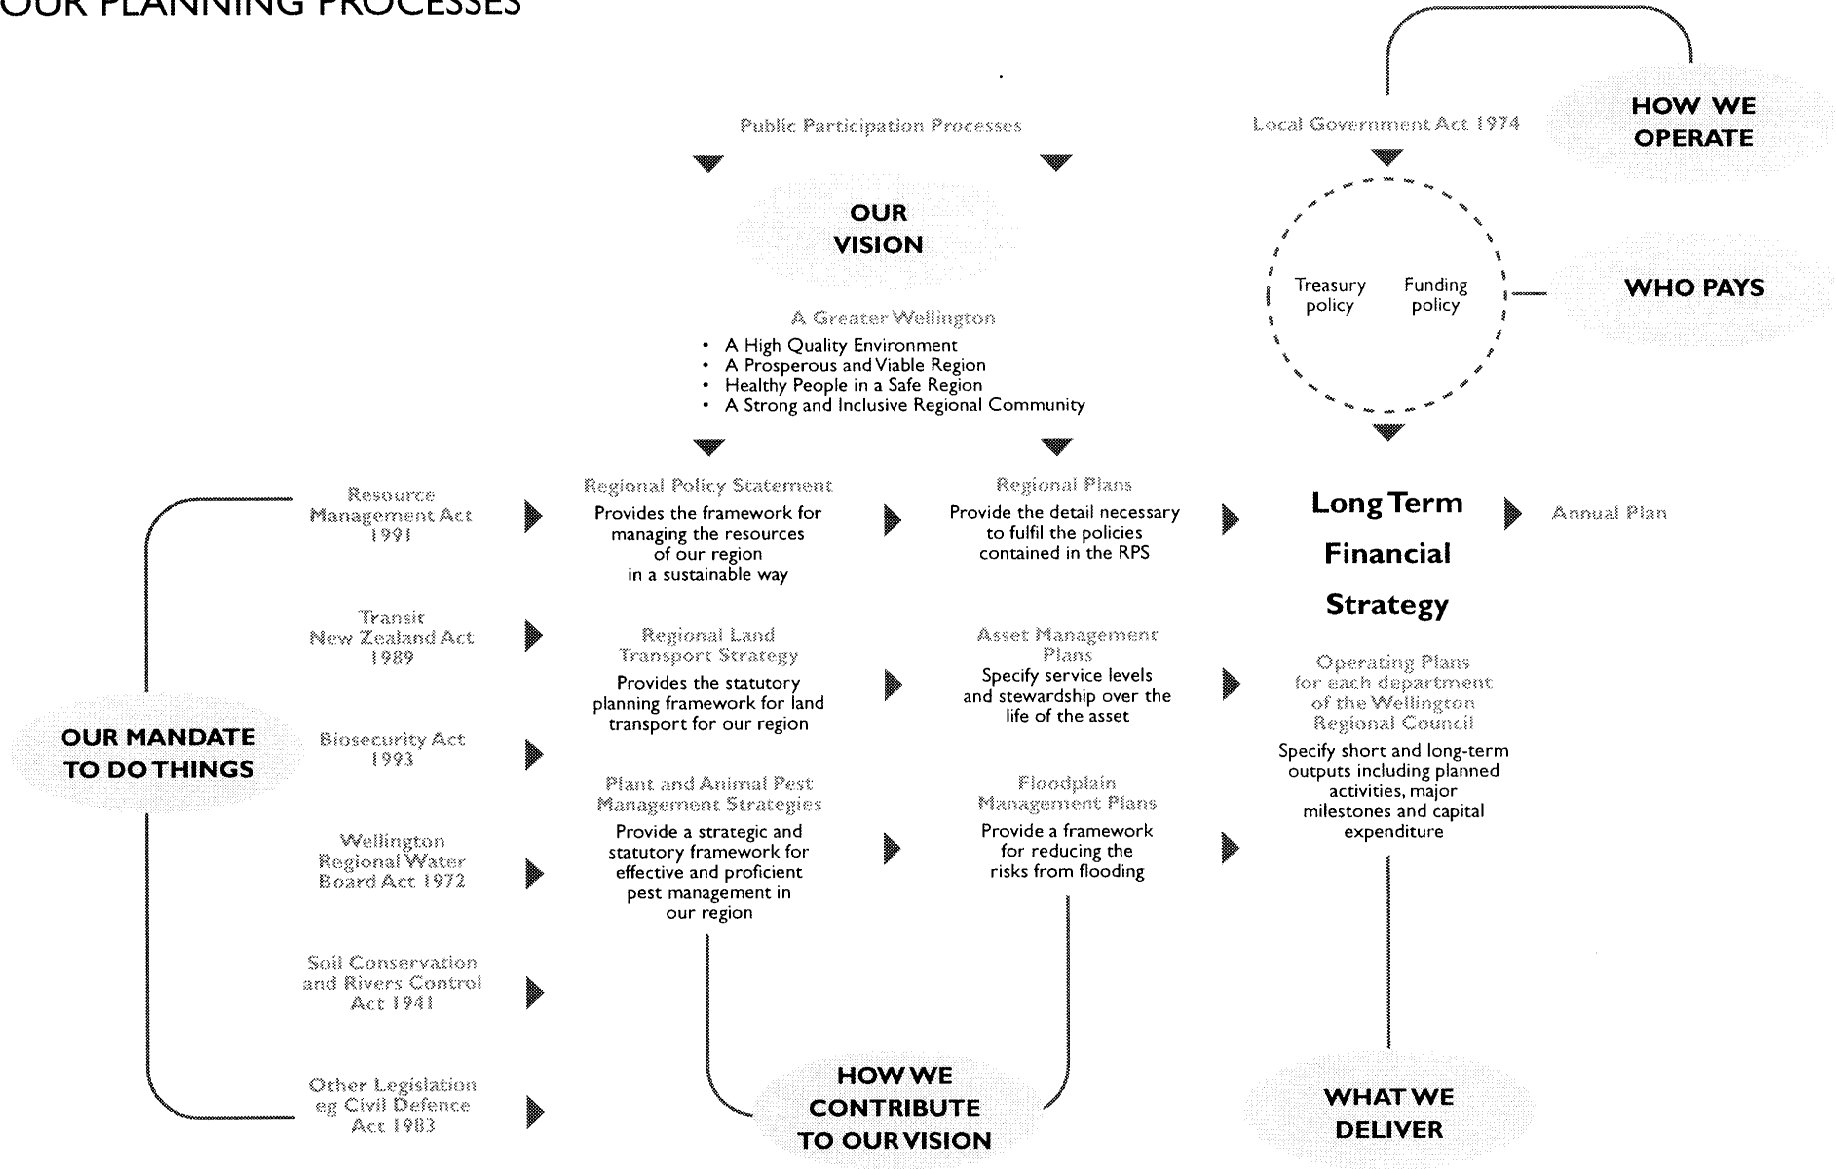 OUR PLANNING PROCESSES
Public Participation Processes
OUR
VISION
A Greater Wellington
• A High Quality Environment
• A Prosperous and Viable Region
• Healthy People in a Safe Region
• A Strong and Inclusive Regional Community
Local Government Act 1974
HOW WE
OPERATE
Treasury
policy
Funding
policy
WHO PAYS
OUR MANDATE
TO DO THINGS
Resource
Management Act
1991
Transit
New Zealand Act
1989
Biosecurity Act
1993
Wellington
Regional Water
Board Act 1972
Soil Conservation
and Rivers Control
Act 1941
Other Legislation
eg Civil Defence
Act 1983
Regional Policy Statement
Provides the framework for
managing the resources
of our region
in a sustainable way
Regional Land
Transport Strategy
Provides the statutory
planning framework for land
transport for our region
Plant and Animal Pest
Management Strategies
Provide a strategic and
statutory framework for
effective and proficient
pest management in
our region
Regional Plans
Provide the detail necessary
to fulfil the policies
contained in the RPS
Asset Management
Plans
Specify service levels
and stewardship over the
life of the asset
Floodplain
Management Plans
Provide a framework
for reducing the
risks from flooding
HOW WE
CONTRIBUTE
TO OUR VISION
Long Term
Financial
Strategy
Operating Plans
for each department
of the Wellington
Regional Council
Specify short and long-term
outputs including planned
activities, major
milestones and capital
expenditure
WHAT WE
DELIVER
Annual Plan